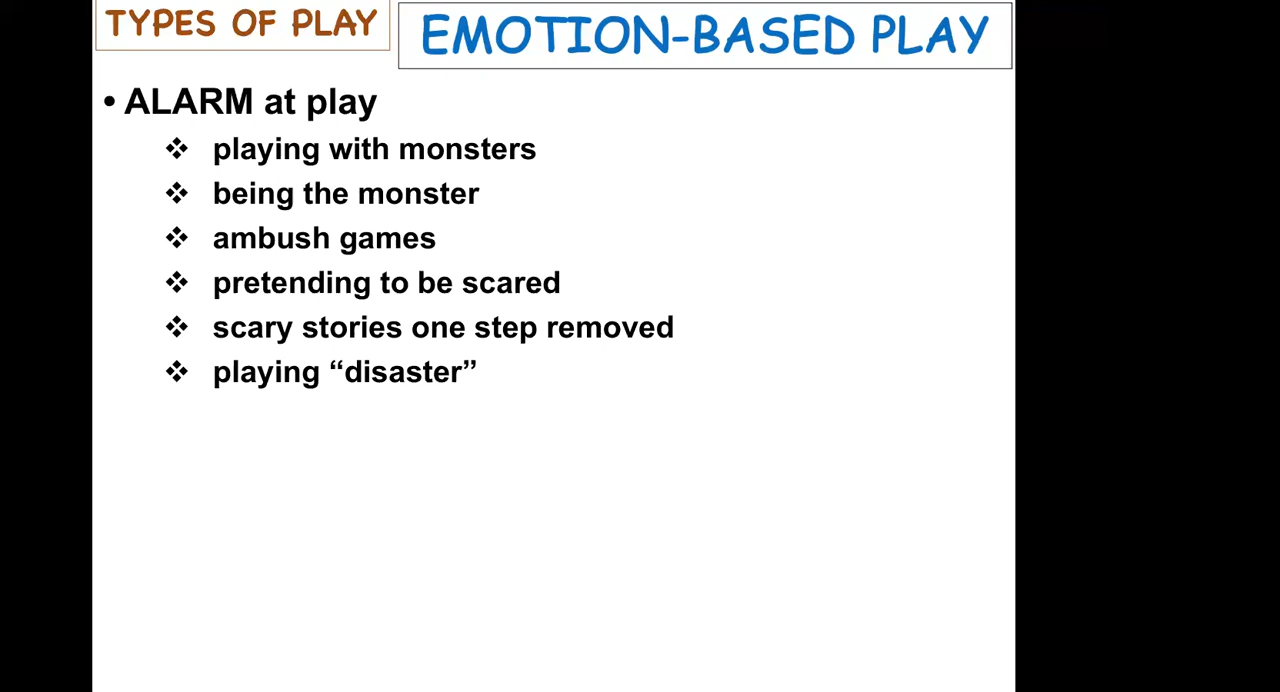 TYPES OF PLAY
EMOTION-BASED PLAY
• ALARM at play
❖ playing with monsters
❖ being the monster
❖ ambush games
❖ pretending to be scared
❖ scary stories one step removed
❖ playing “disaster”